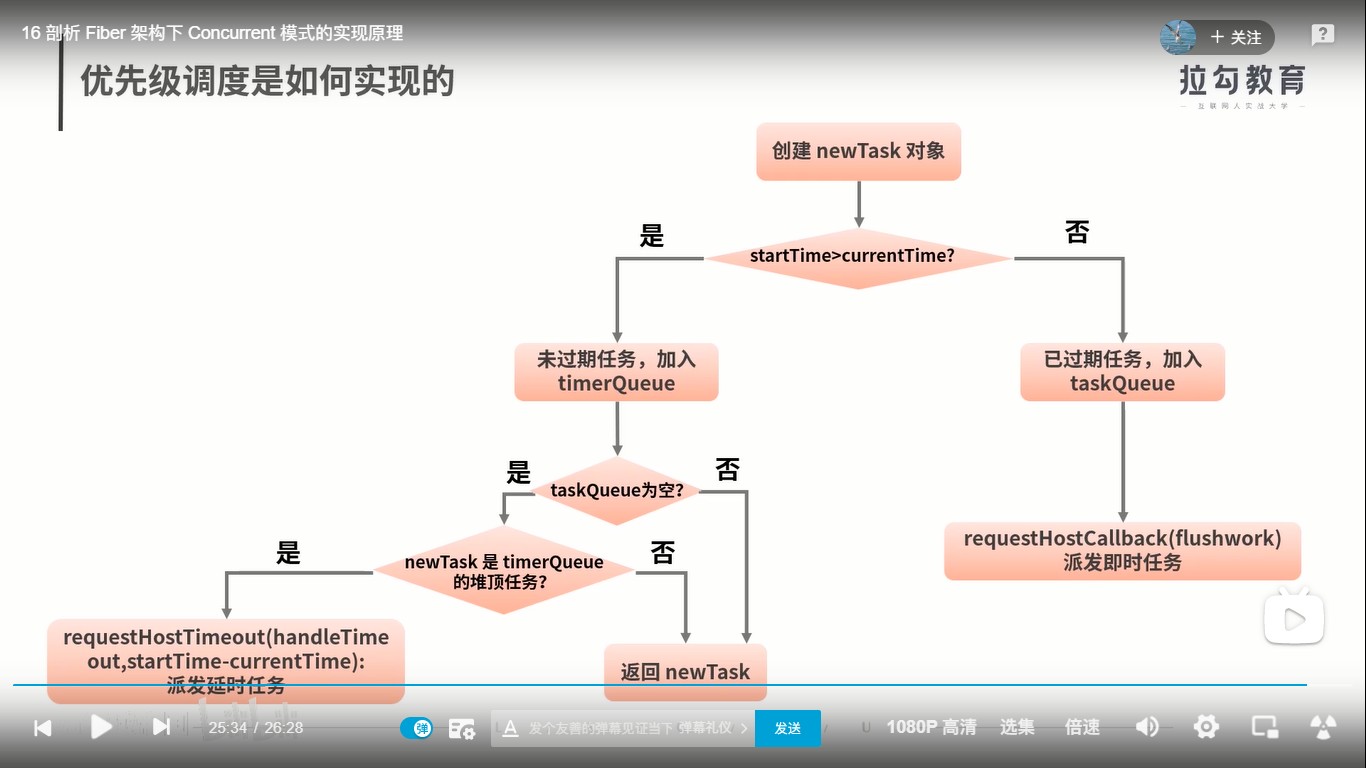 16 剖析 Fiber 架构下 Concurrent 模式的实现原理
＋ 关注
?
优先级调度是如何实现的
拉勾教育
— 互联网人实战大学 —
创建 newTask 对象
是
否
startTime>currentTime?
未过期任务，加入
timerQueue
已过期任务，加入
taskQueue
是
否
taskQueue为空?
requestHostCallback(flushwork)
派发即时任务
是
否
newTask 是 timerQueue
的堆顶任务?
requestHostTimeout(handleTime
out,startTime-currentTime):
派发延时任务
返回 newTask
25:34 / 26:28
弹
A 发个友善的弹幕见证当下 弹幕礼仪 >
发送
1080P 高清
选集
倍速